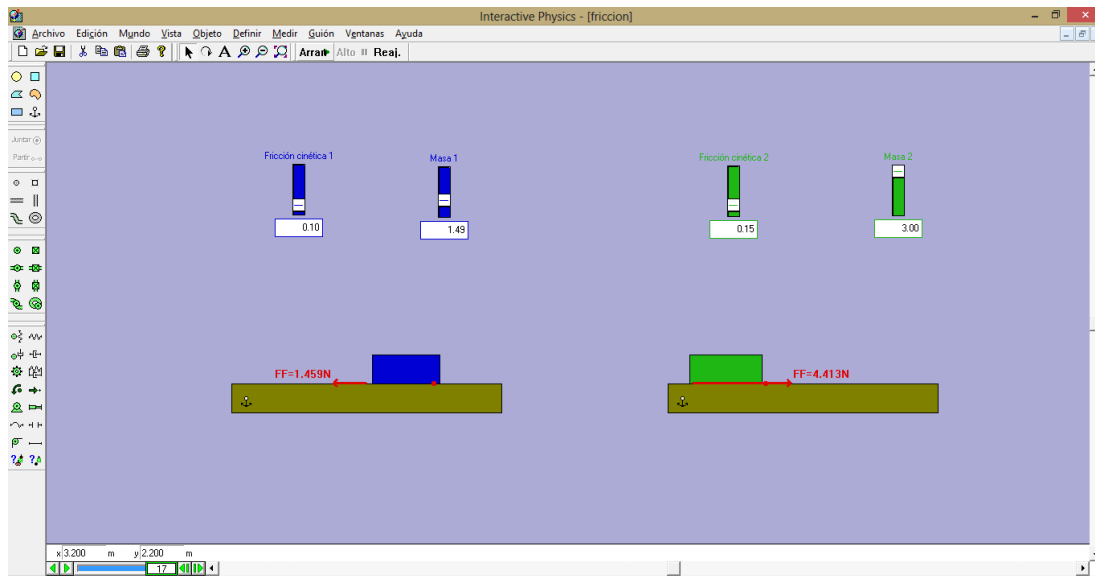 Interactive Physics - [friccion]
Archivo Edición Mundo Vista Objeto Definir Medir Guión Ventanas Ayuda
Arran Alto Reaj.
Juntar
Partir
Fricción cinética 1
Masa 1
Fricción cinética 2
Masa 2
0.10
1.49
0.15
3.00
FF=1.459N
FF=4.413N
x 3.200 m y 2.200 m
17